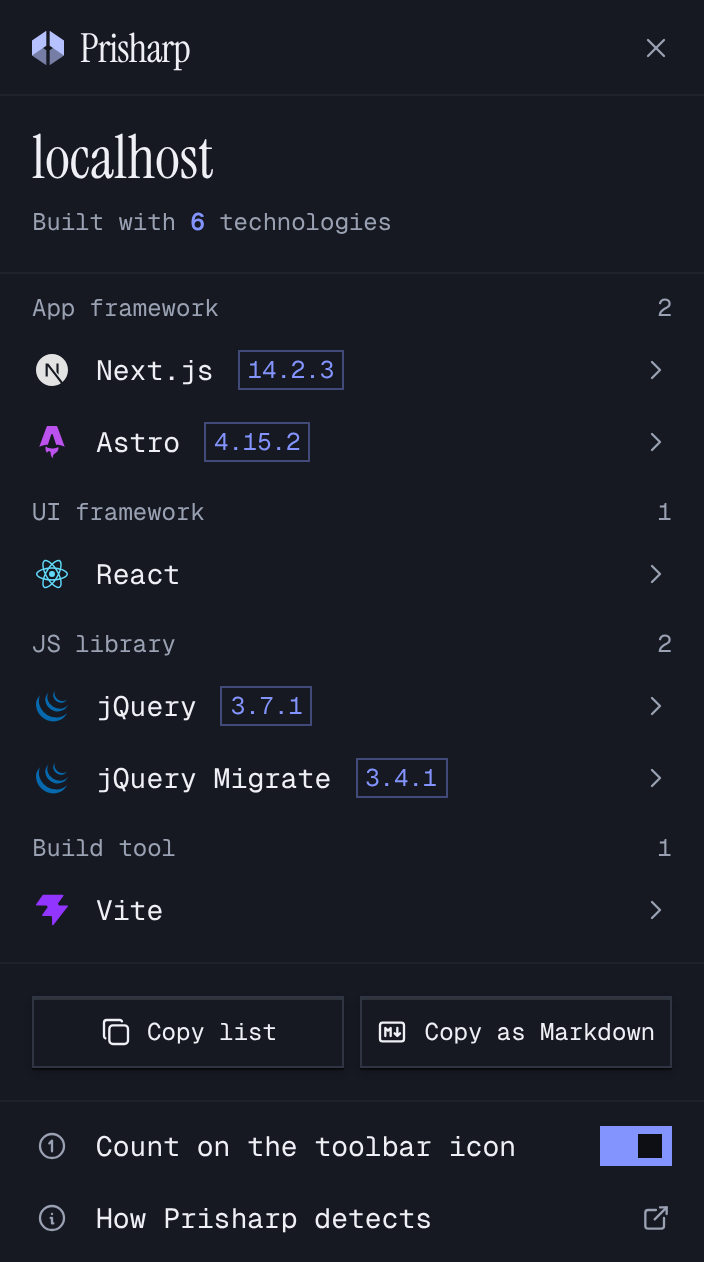 Prisharp
localhost
Built with 6 technologies
App framework 2
Next.js 14.2.3
Astro 4.15.2
UI framework 1
React
JS library 2
jQuery 3.7.1
jQuery Migrate 3.4.1
Build tool 1
Vite
Copy list Copy as Markdown
Count on the toolbar icon
How Prisharp detects